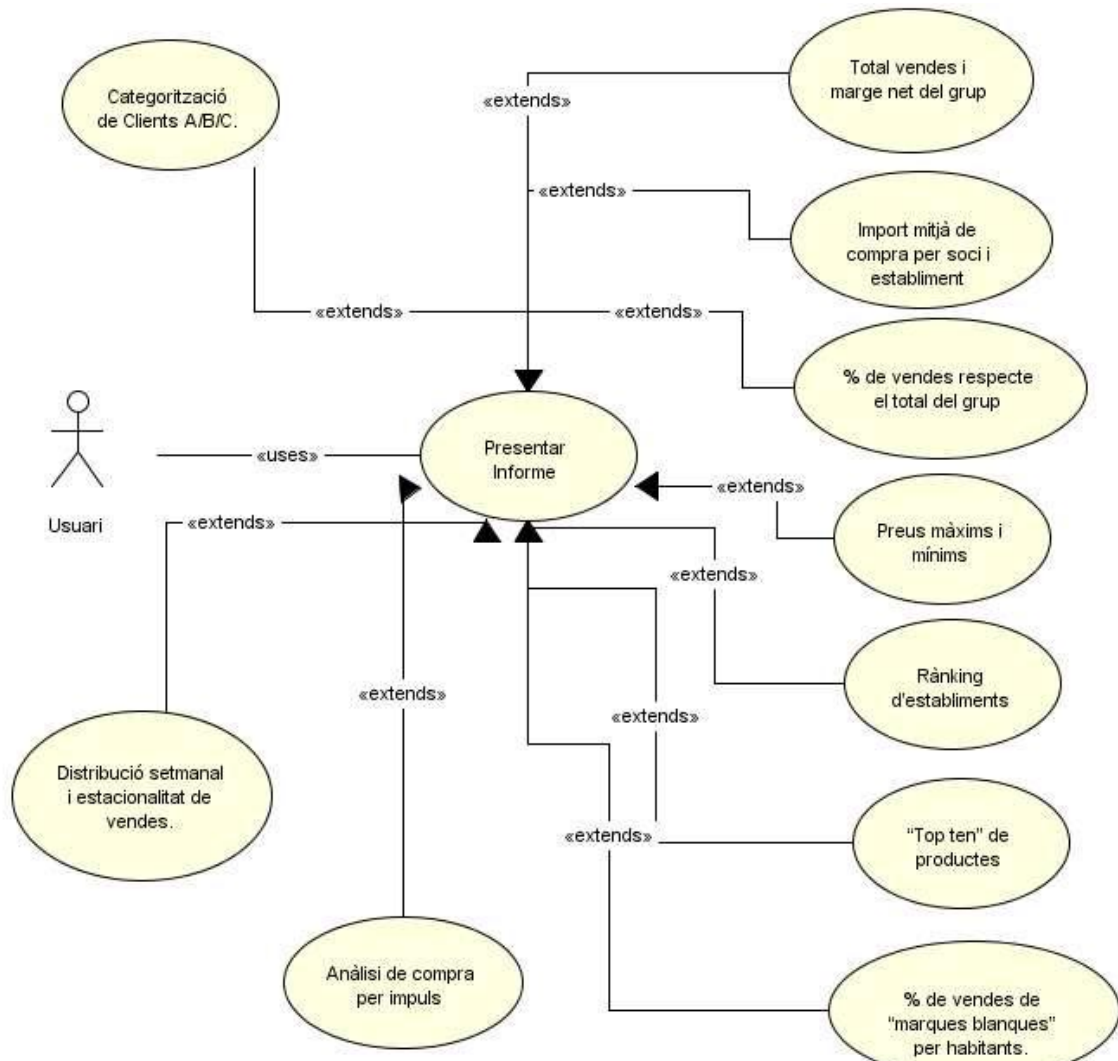 Total vendes i
marge net del grup
Categorització
de Clients A/B/C.
«extends»
«extends»
Import mitjà de
compra per soci i
establiment
«extends»
«extends»
% de vendes respecte
el total del grup
Usuari
«uses»
Presentar
Informe
«extends»
«extends»
Preus màxims i
mínims
«extends»
Rànking
d'establiments
«extends»
«extends»
Distribució setmanal
i estacionalitat de
vendes.
«extends»
"Top ten" de
productes
Anàlisi de compra
per impuls
% de vendes de
"marques blanques"
per habitants.